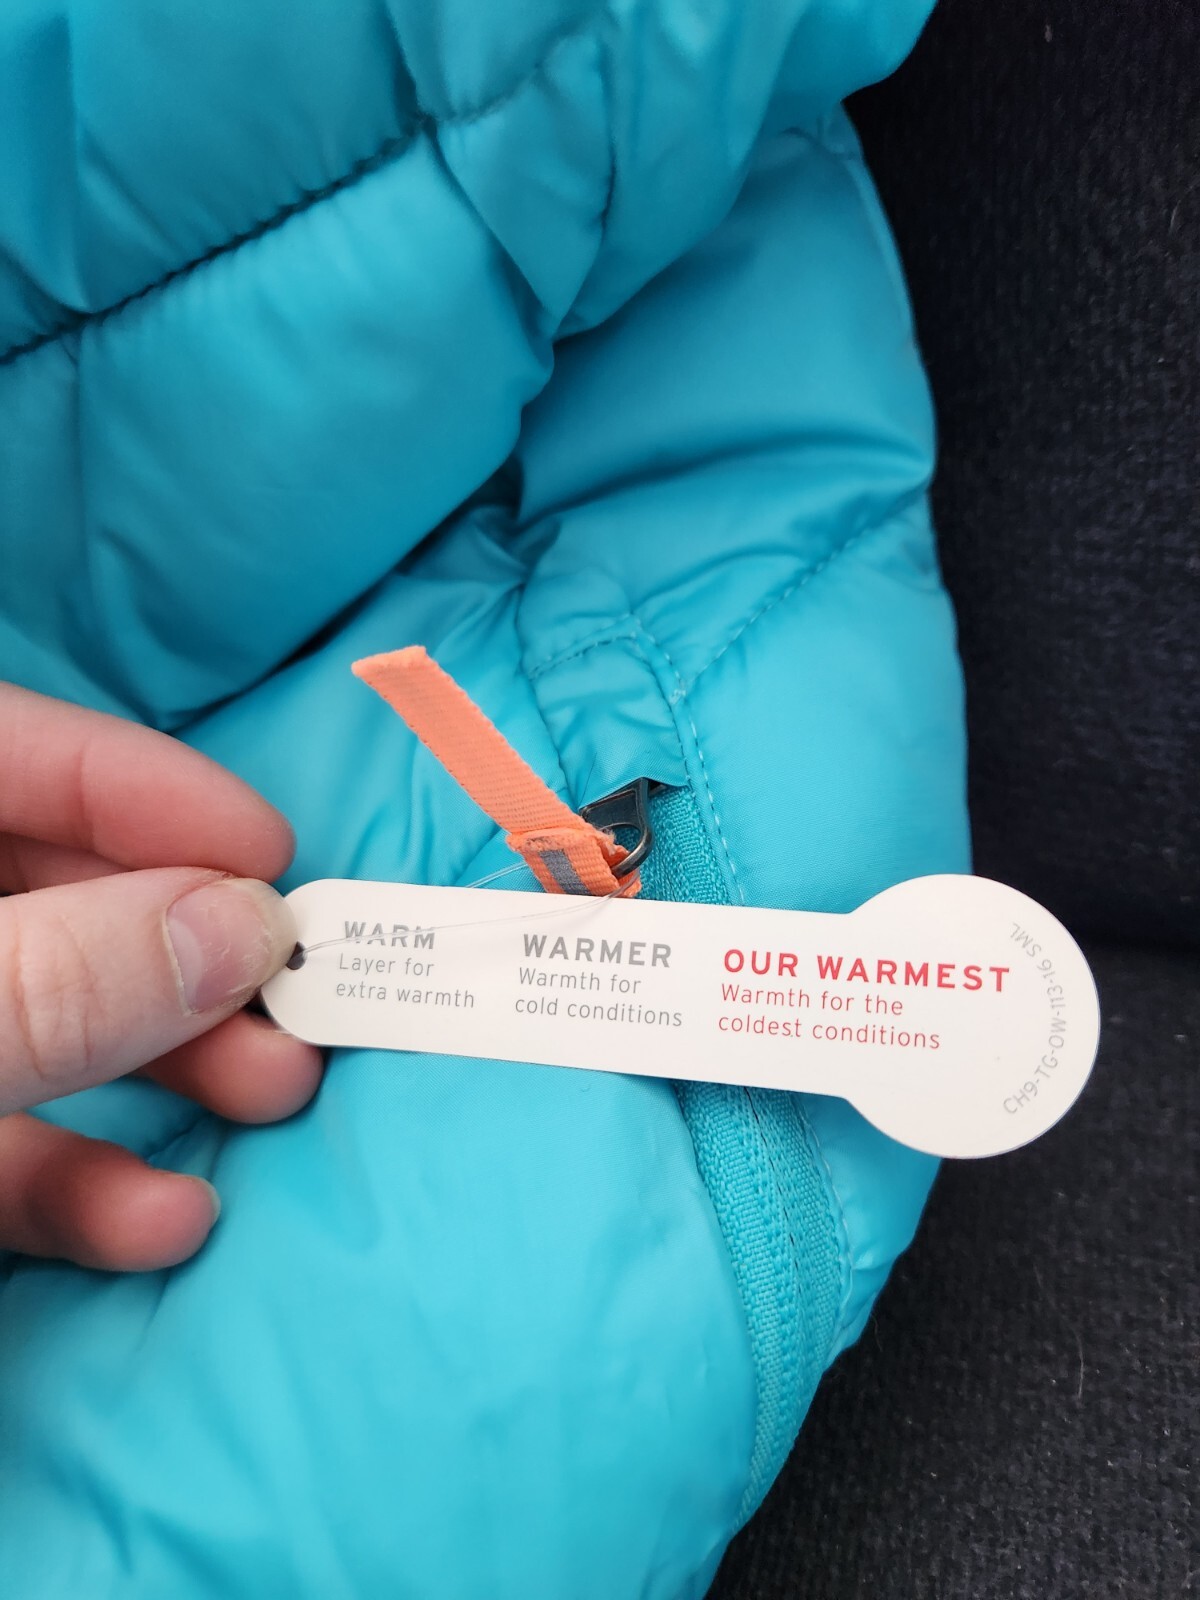 WARM
Layer for
extra warmth
WARMER
Warmth for
cold conditions
OUR WARMEST
Warmth for the
coldest conditions
CH9-TG-OW-113-16 SML